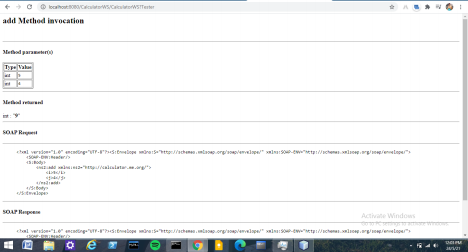 localhost:8080/CalculatorWS/CalculatorWS?Tester
add Method invocation
Method parameter(s)
Type Value
int 5
int 4
Method returned
int : "9"
SOAP Request
<?xml version="1.0" encoding="UTF-8"?><S:Envelope xmlns:S="http://schemas.xmlsoap.org/soap/envelope/" xmlns:SOAP-ENV="http://schemas.xmlsoap.org/soap/envelope/">
<SOAP-ENV:Header/>
<S:Body>
<ns2:add xmlns:ns2="http://calculator.me.org/">
<i>5</i>
<j>4</j>
</ns2:add>
</S:Body>
</S:Envelope>
Activate Windows
Go to PC settings to activate Windows.
SOAP Response
<?xml version="1.0" encoding="UTF-8"?><S:Envelope xmlns:S="http://schemas.xmlsoap.org/soap/envelope/" xmlns:SOAP-ENV="http://schemas.xmlsoap.org/soap/envelope/">
<SOAP-ENV:Header/>